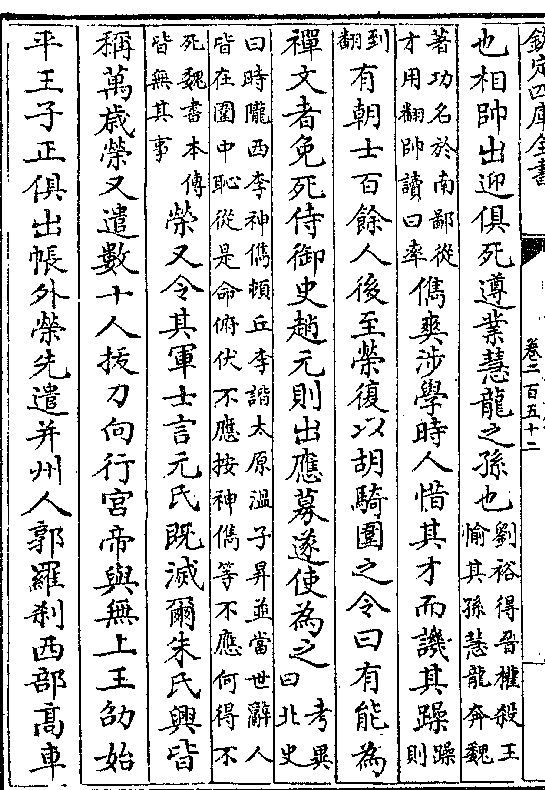 欽定四庫全書
卷二百五十二
也相帥出迎俱死遵業慧龍之孫也劉裕得晉權殺王愉其孫慧龍奔魏
著功名於南鄙從才用翻帥讀曰率儁爽涉學時人惜其才而譏其躁躁則
到翻有朝士百餘人後至榮復以胡騎圍之令曰有能為
禪文者免死侍御史趙元則出應募遂使為之考異曰北史
曰時隴西李神儁頓丘李諧太原溫子昇並當世辭人皆在圍中恥從是命俯伏不應按神儁等不應何得不
死魏書本傳皆無其事榮又令其軍士言元氏既滅爾朱氏興皆
稱萬歲榮又遣數十人拔刀向行宮帝與無上王劭始
平王子正俱出帳外榮先遣并州人郭羅剎西部高車